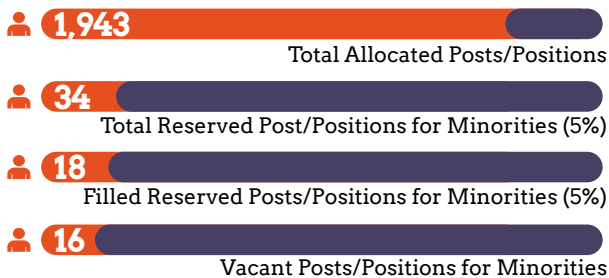 1,943
Total Allocated Posts/Positions
34
Total Reserved Post/Positions for Minorities (5%)
18
Filled Reserved Posts/Positions for Minorities (5%)
16
Vacant Posts/Positions for Minorities